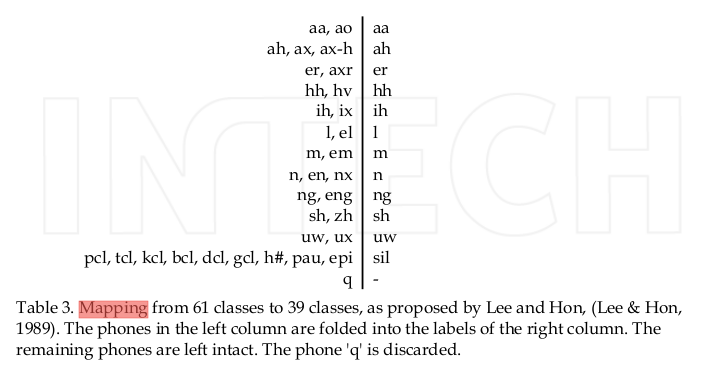 aa, ao aa
ah, ax, ax-h ah
er, axr er
hh, hv hh
ih, ix ih
l, el l
m, em m
n, en, nx n
ng, eng ng
sh, zh sh
uw, ux uw
pcl, tcl, kcl, bcl, dcl, gcl, h#, pau, epi sil
q -
INTECH
Table 3. Mapping from 61 classes to 39 classes, as proposed by Lee and Hon, (Lee & Hon,
1989). The phones in the left column are folded into the labels of the right column. The
remaining phones are left intact. The phone 'q' is discarded.